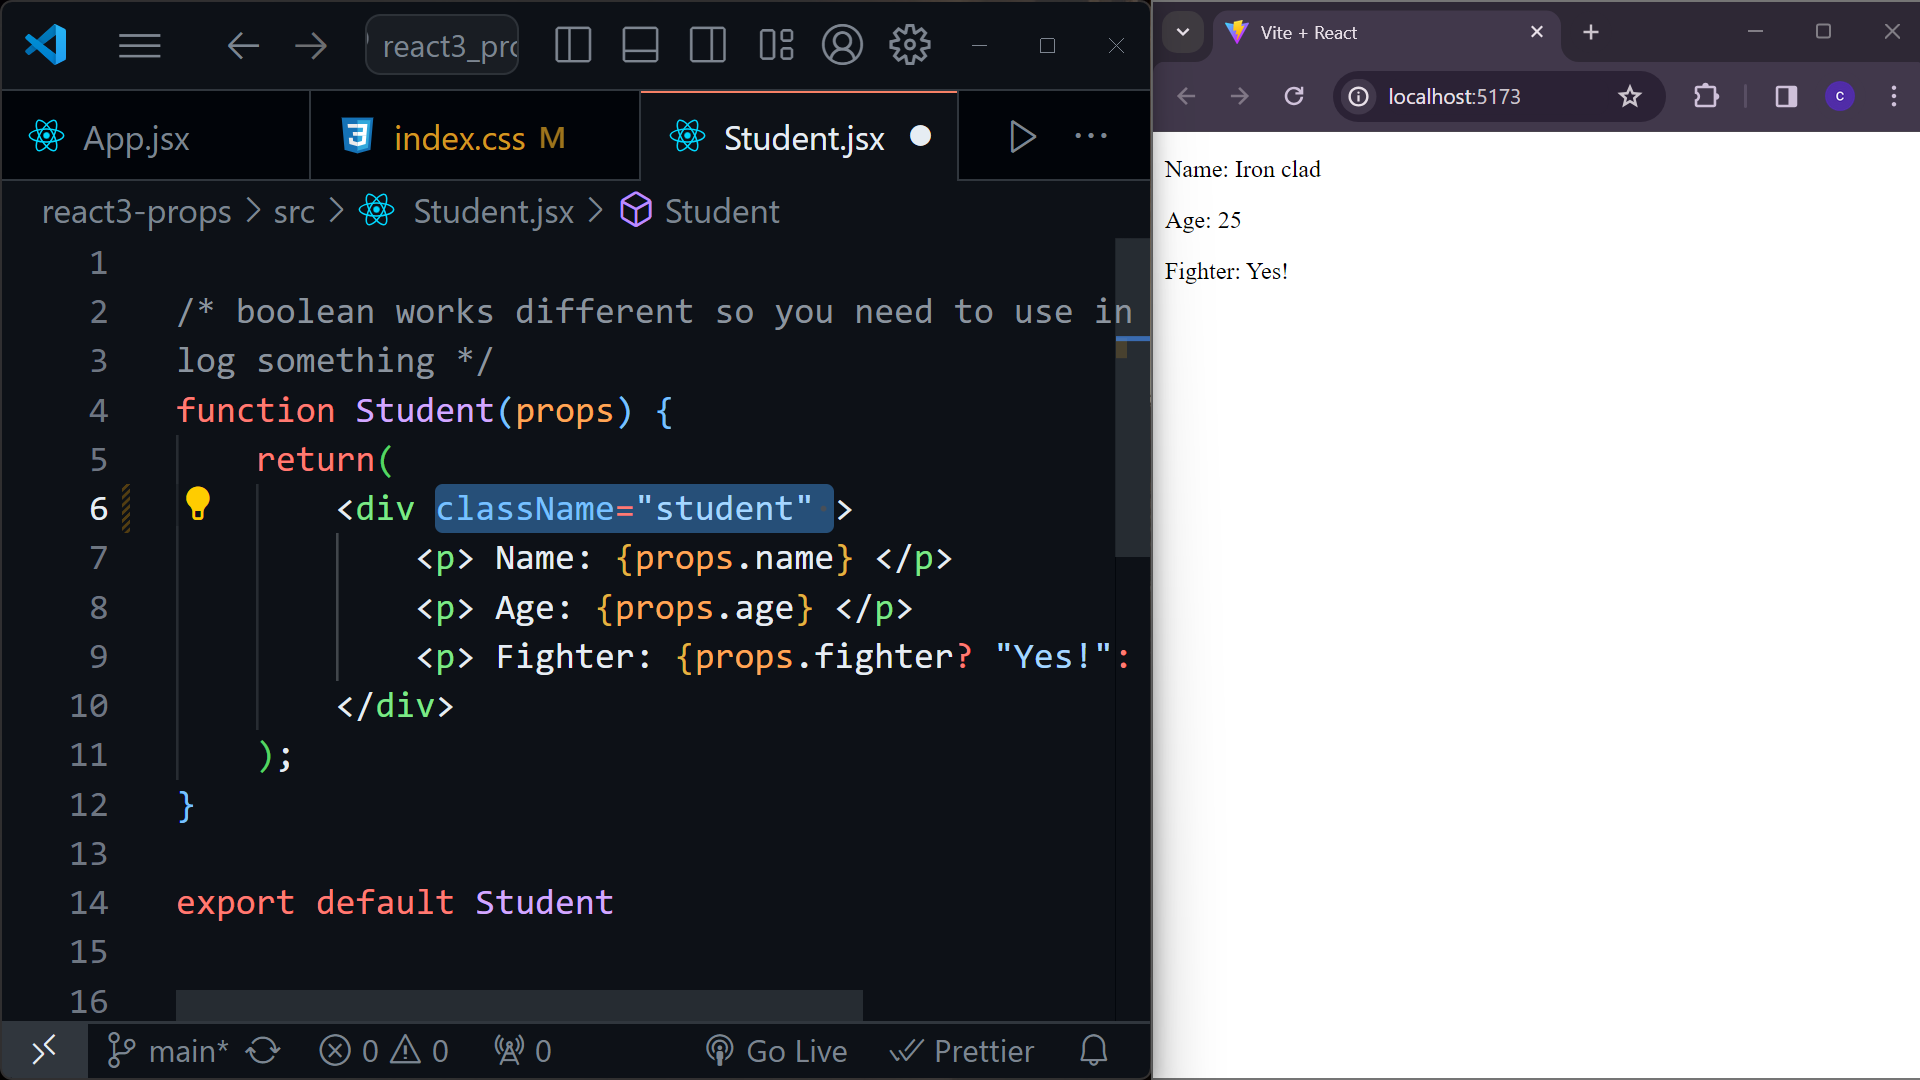 react3_pro
App.jsx
index.css M
Student.jsx
react3-props > src > Student.jsx > Student
1
2 /* boolean works different so you need to use in
3 log something */
4 function Student(props) {
5 return(
6 <div className="student" >
7 <p> Name: {props.name} </p>
8 <p> Age: {props.age} </p>
9 <p> Fighter: {props.fighter? "Yes!":
10 </div>
11 );
12 }
13
14 export default Student
15
16
main* 0 0 0 Go Live Prettier
Vite + React
localhost:5173
c
Name: Iron clad
Age: 25
Fighter: Yes!